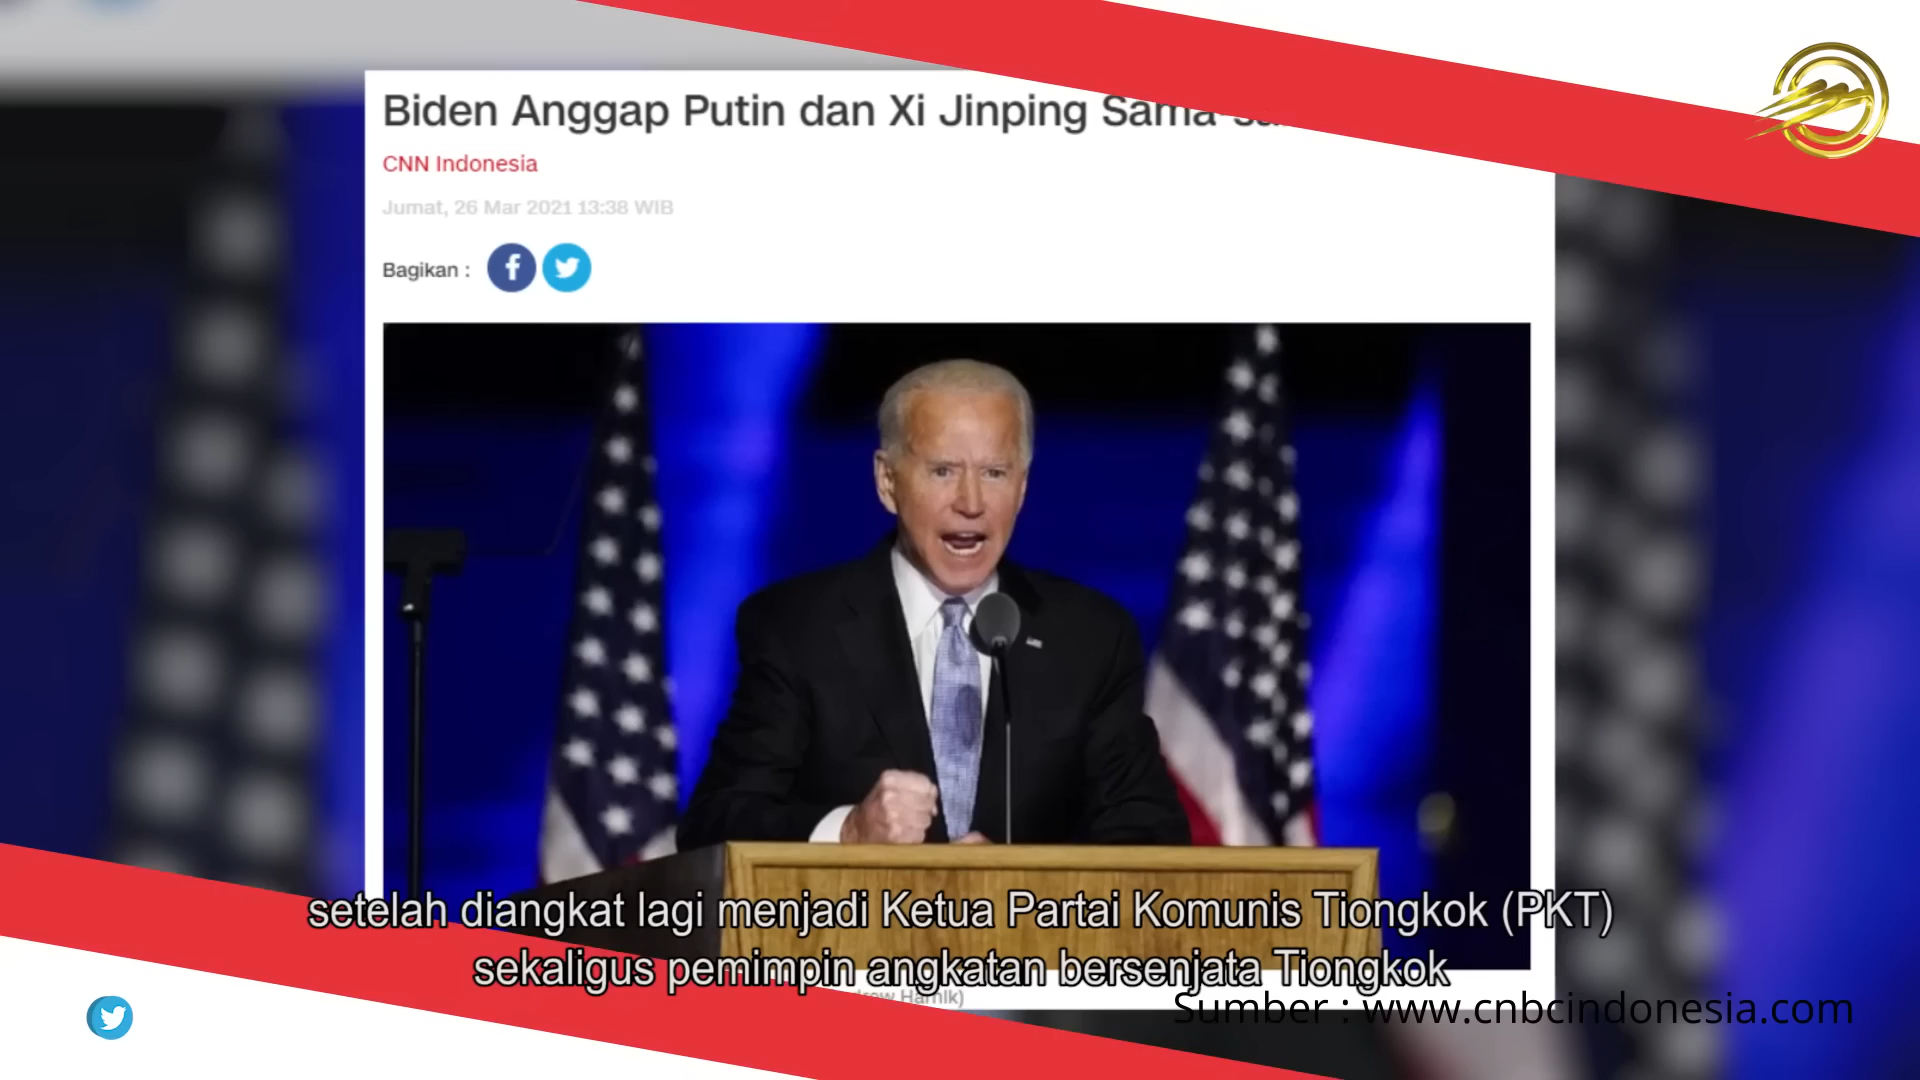 Biden Anggap Putin dan Xi Jinping Sama-
CNN Indonesia
Jumat, 26 Mar 2021 13:38 WIB
Bagikan :
setelah diangkat lagi menjadi Ketua Partai Komunis Tiongkok (PKT)
sekaligus pemimpin angkatan bersenjata Tiongkok
Harnik)
Sumber : www.cnbcindonesia.com